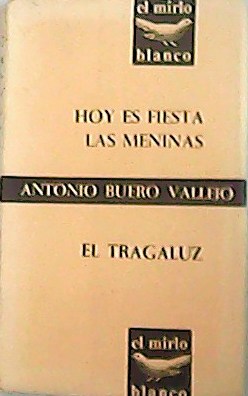 el mirlo
blanco
HOY ES FIESTA
LAS MENINAS
ANTONIO BUERO VALLEJO
EL TRAGALUZ
el mirlo
blanco